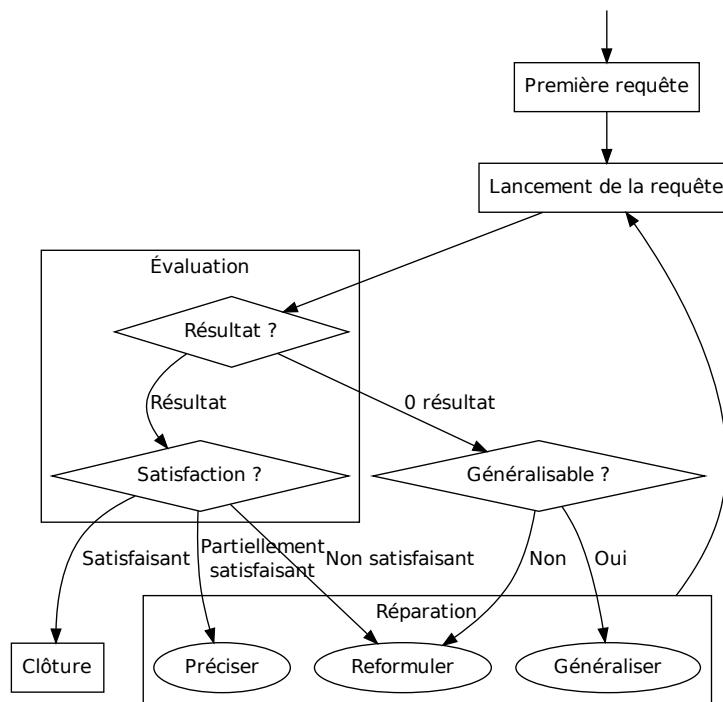 Première requête
Lancement de la requête
Évaluation
Résultat ?
Résultat
0 résultat
Satisfaction ?
Généralisable ?
Satisfaisant
Partiellement
satisfaisant
Non satisfaisant
Non
Oui
Réparation
Clôture
Préciser
Reformuler
Généraliser